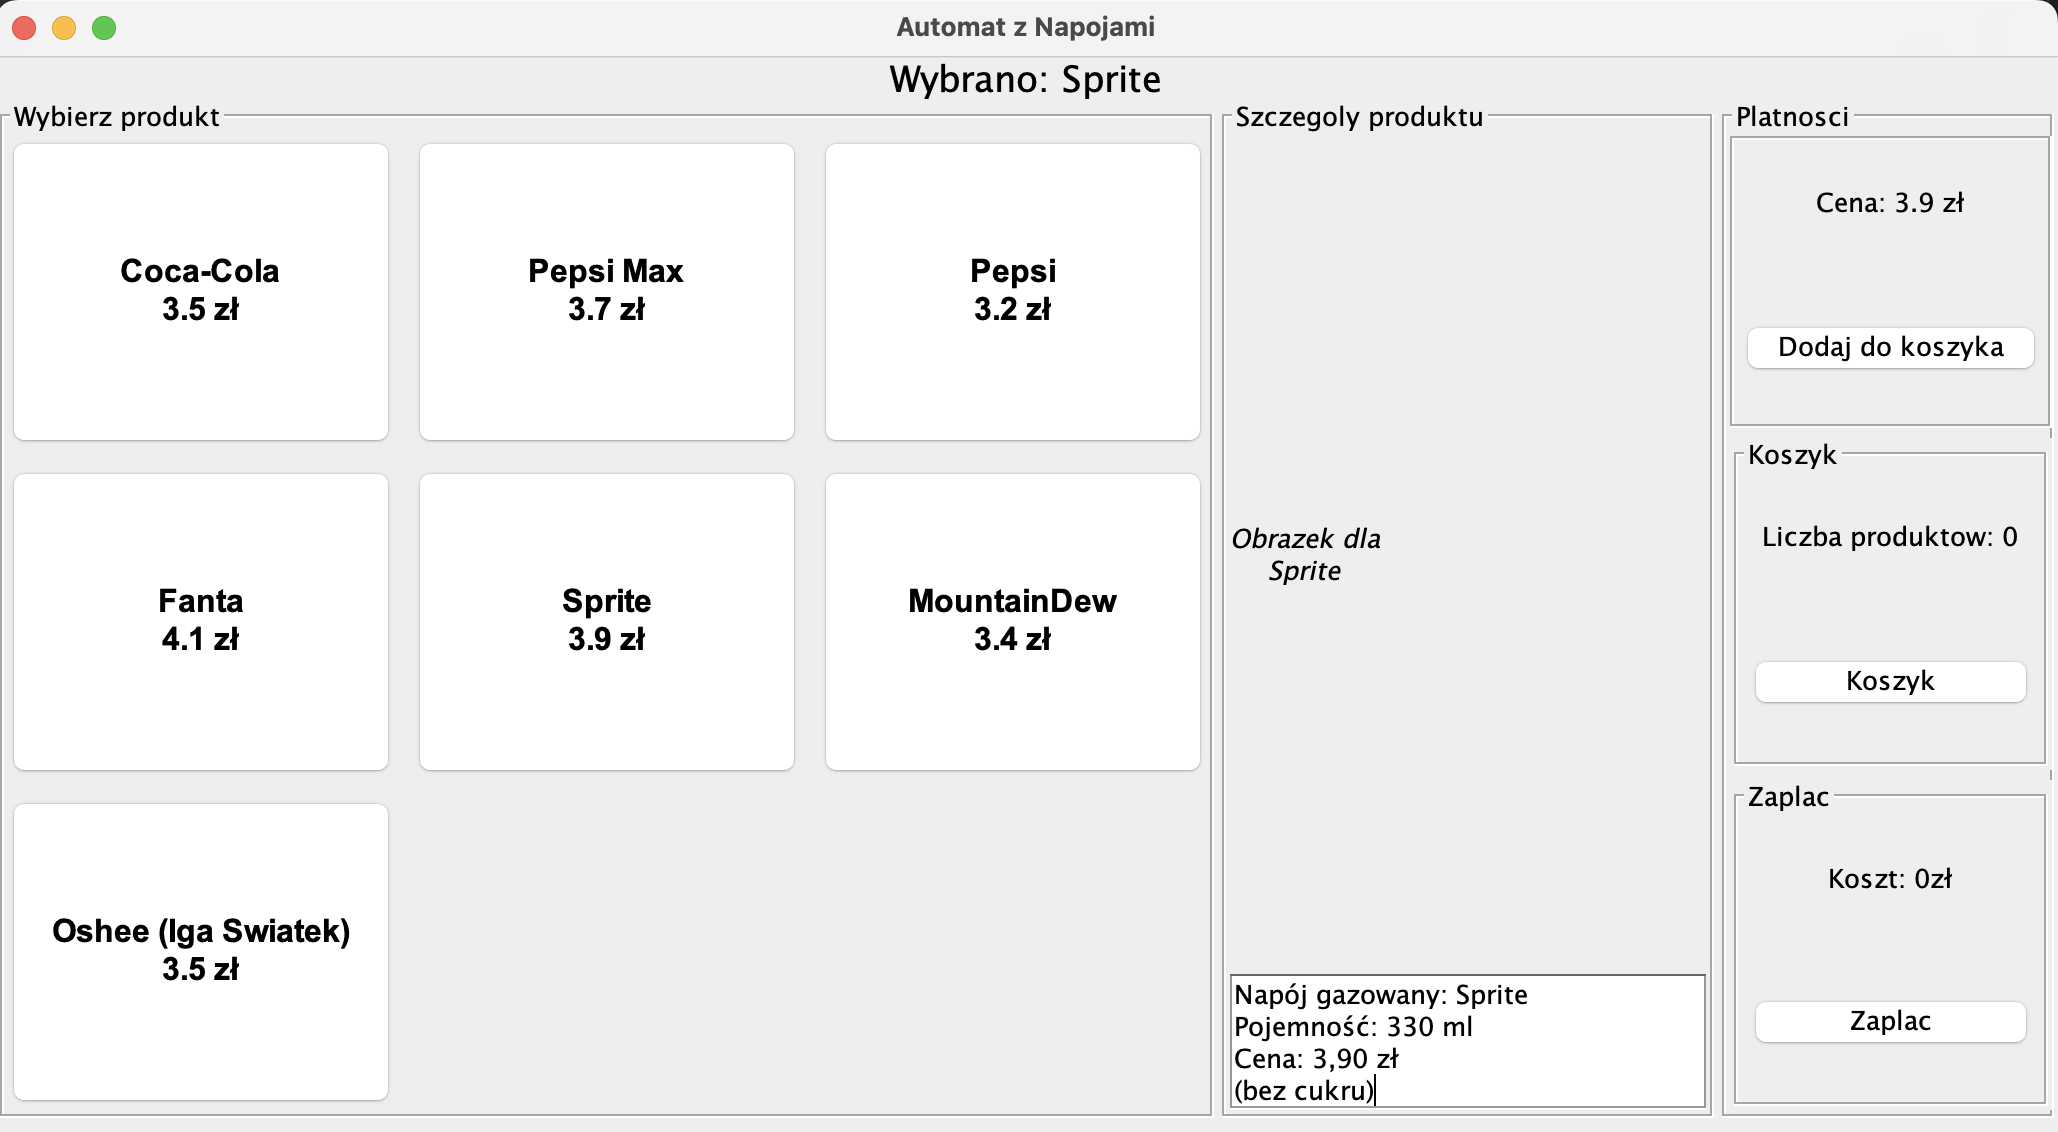 Automat z Napojami
Wybrano: Sprite
Wybierz produkt
Coca-Cola
3.5 zł
Pepsi Max
3.7 zł
Pepsi
3.2 zł
Fanta
4.1 zł
Sprite
3.9 zł
MountainDew
3.4 zł
Oshee (Iga Swiatek)
3.5 zł
Szczegoly produktu
Obrazek dla
Sprite
Napój gazowany: Sprite
Pojemność: 330 ml
Cena: 3,90 zł
(bez cukru)
Platnosci
Cena: 3.9 zł
Dodaj do koszyka
Koszyk
Liczba produktow: 0
Koszyk
Zaplac
Koszt: 0zł
Zaplac